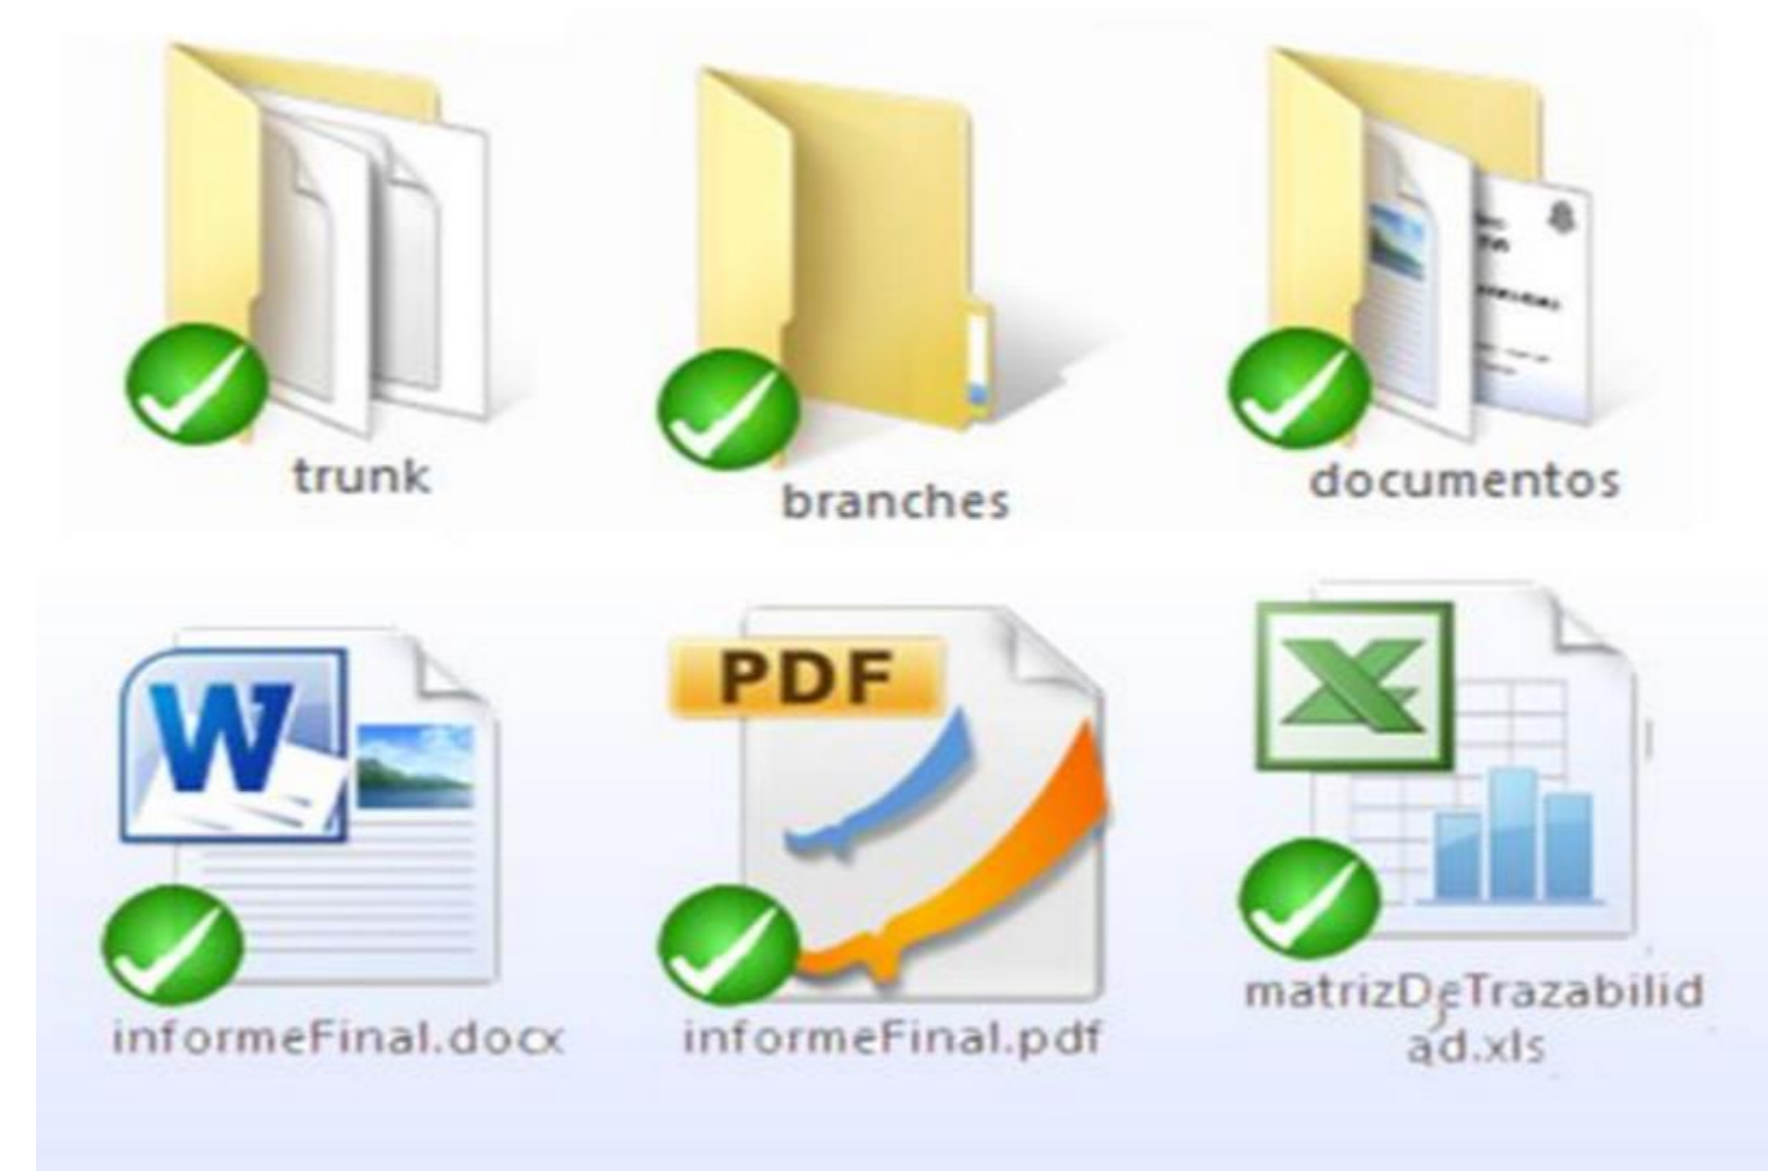 trunk
branches
documentos
W
PDF
X
informeFinal.docx
informeFinal.pdf
matrizDeTrazabilid
ad.xls